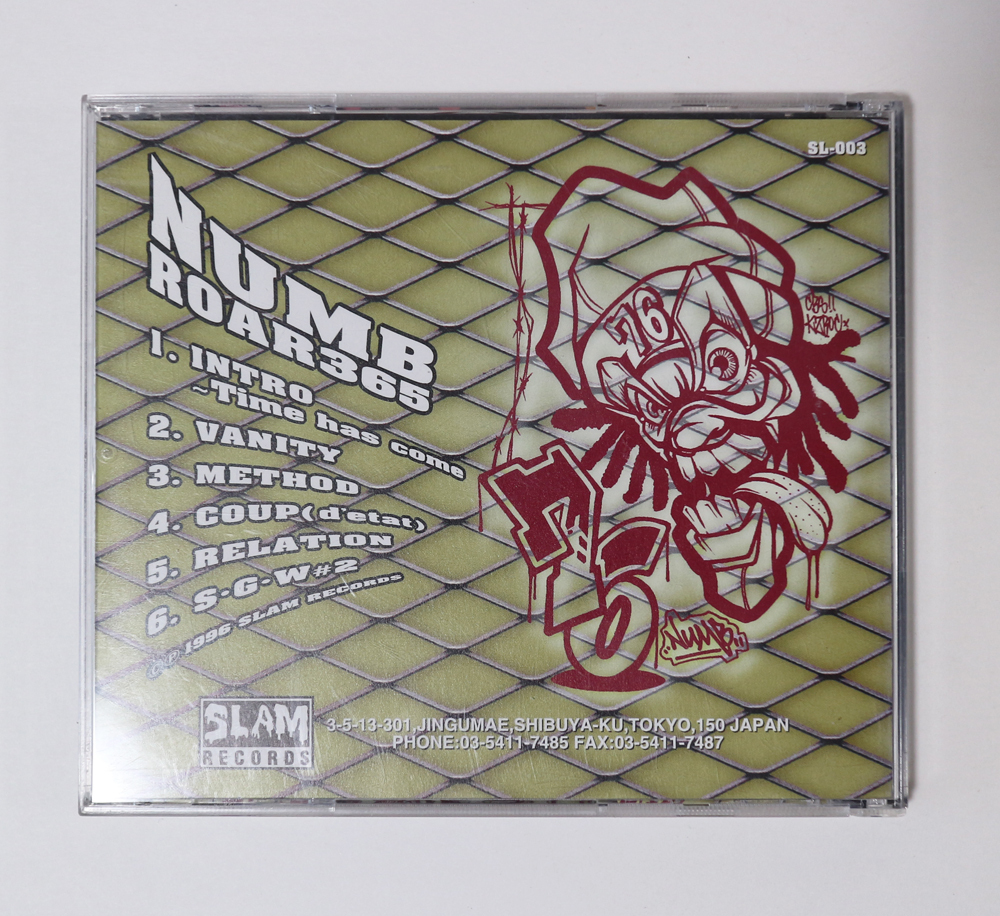 SL-003
NUMB
ROAR365
1. INTRO
~Time has come
2. VANITY
3. METHOD
4. COUP(d'etat)
5. RELATION
6. S·G·W#2
1996 SLAM RECORDS
76
NUMB
SLAM
RECORDS
3-5-13-301,JINGUMAE,SHIBUYA-KU,TOKYO,150 JAPAN
PHONE:03-5411-7485 FAX:03-5411-7487